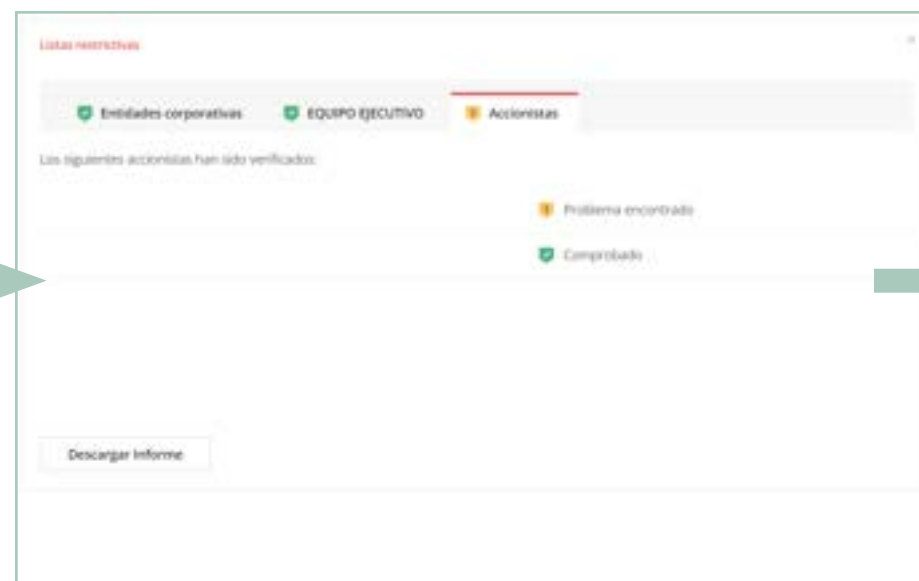 Listas restrictivas
Entidades corporativas EQUIPO EJECUTIVO Accionistas
Los siguientes accionistas han sido verificados:
Problema encontrado
Comprobado
Descargar Informe